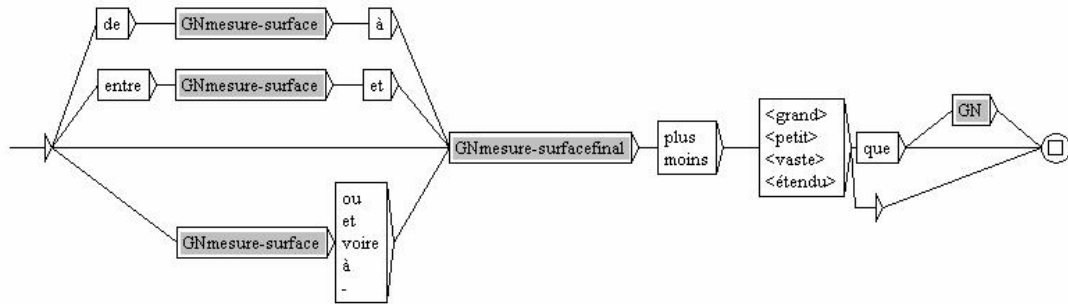 de GNmesure-surface à
entre GNmesure-surface et
GNmesure-surfacefinal
plus
moins
<grand>
<petit>
<vaste>
<étendu>
que
GN
GNmesure-surface
ou
et
voire
à
-